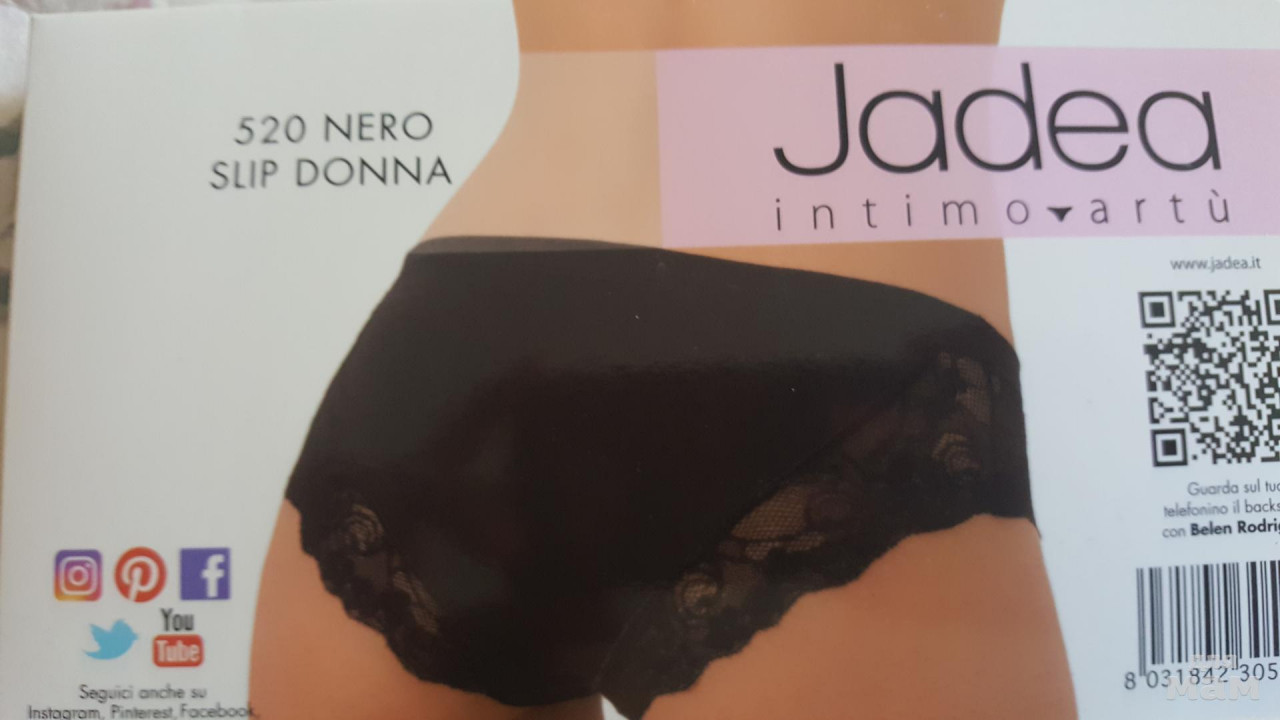 520 NERO
SLIP DONNA
Jadea
intimo artù
www.jadea.it
Guarda sul tuo
telefonino il backs
con Belen Rodrig
8 031842 305
You
Tube
Seguici anche su
Instagram, Pinterest, Facebook,
MaM